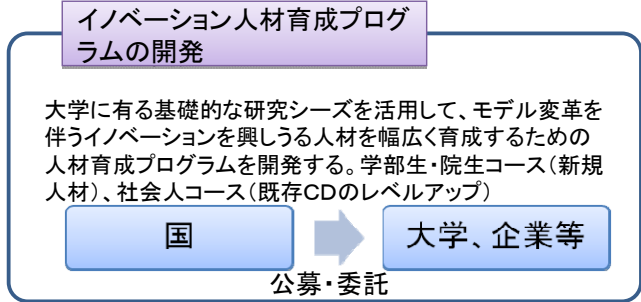 イノベーション人材育成プログ
ラムの開発
大学に有る基礎的な研究シーズを活用して、モデル変革を
伴うイノベーションを興しうる人材を幅広く育成するための
人材育成プログラムを開発する。学部生・院生コース(新規
人材)、社会人コース(既存CDのレベルアップ)
国
大学、企業等
公募・委託